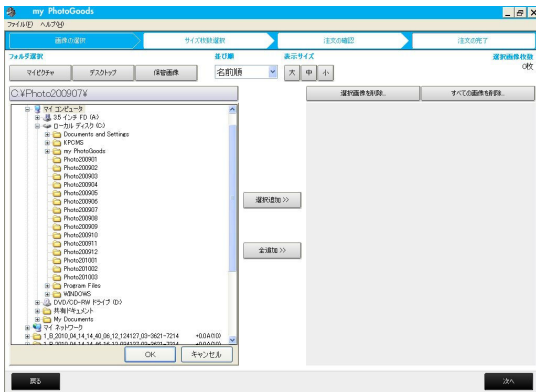 my PhotoGoods
ファイル(F) ヘルプ(H)
画像の選択 サイズ枚数選択 注文の確認 注文の完了
フォルダ選択 並び順 表示サイズ 選択画像枚数
マイピクチャ デスクトップ 保管画像 名前順 大 中 小 0枚
C:¥Photo200907¥ 選択画像を削除.. すべての画像を削除..
マイ コンピュータ
3.5 インチ FD (A:)
ローカル ディスク (C:)
Documents and Settings
KPCMS
my PhotoGoods
Photo200901
Photo200902
Photo200903
Photo200904
Photo200905
Photo200906
Photo200907
Photo200908
Photo200909
Photo200910
Photo200911
Photo200912
Photo201001
Photo201002
Photo201003
Program Files
WINDOWS
DVD/CD-RW ドライブ (D:)
共有ドキュメント
My Documents
マイ ネットワーク
選択追加 >>
全追加 >>
OK キャンセル
戻る 次へ